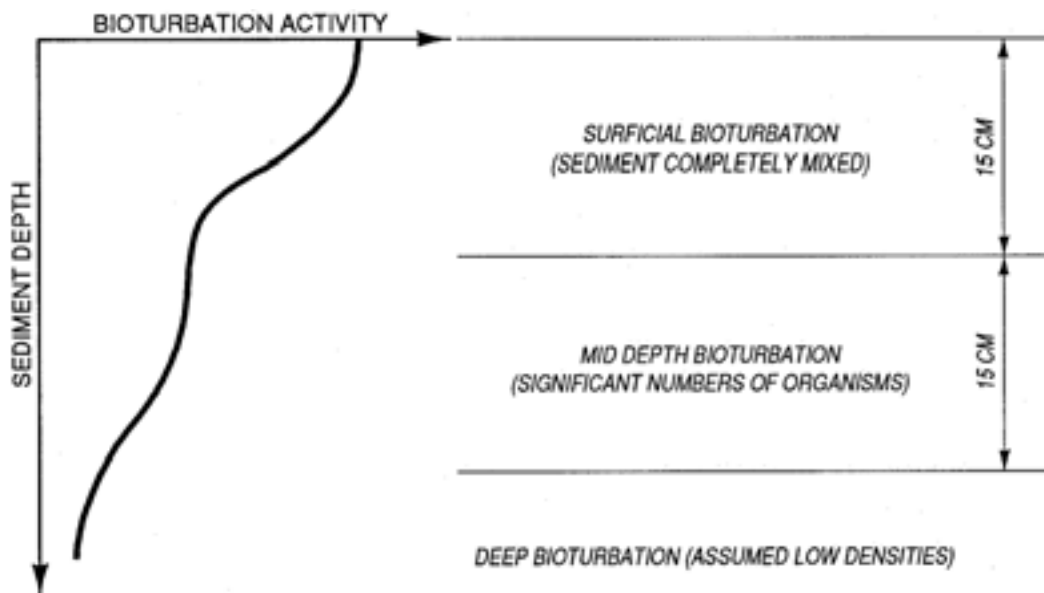 BIOTURBATION ACTIVITY
SEDIMENT DEPTH
SURFICIAL BIOTURBATION
(SEDIMENT COMPLETELY MIXED)
15 CM
MID DEPTH BIOTURBATION
(SIGNIFICANT NUMBERS OF ORGANISMS)
15 CM
DEEP BIOTURBATION (ASSUMED LOW DENSITIES)